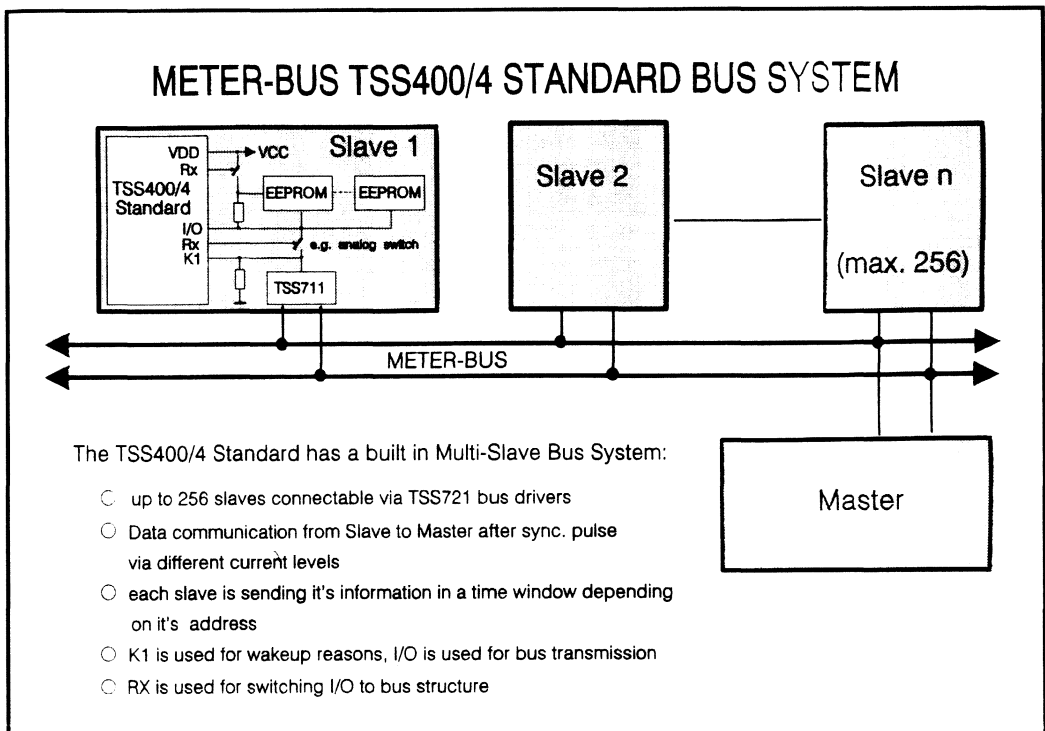 METER-BUS TSS400/4 STANDARD BUS SYSTEM
Slave 1
VDD
VCC
Rx
TSS400/4
Standard
EEPROM
EEPROM
I/O
Rx
e.g. analog switch
K1
TSS711
Slave 2
Slave n
(max. 256)
METER-BUS
Master
The TSS400/4 Standard has a built in Multi-Slave Bus System:
up to 256 slaves connectable via TSS721 bus drivers
Data communication from Slave to Master after sync. pulse
via different current levels
each slave is sending it's information in a time window depending
on it's address
K1 is used for wakeup reasons, I/O is used for bus transmission
RX is used for switching I/O to bus structure